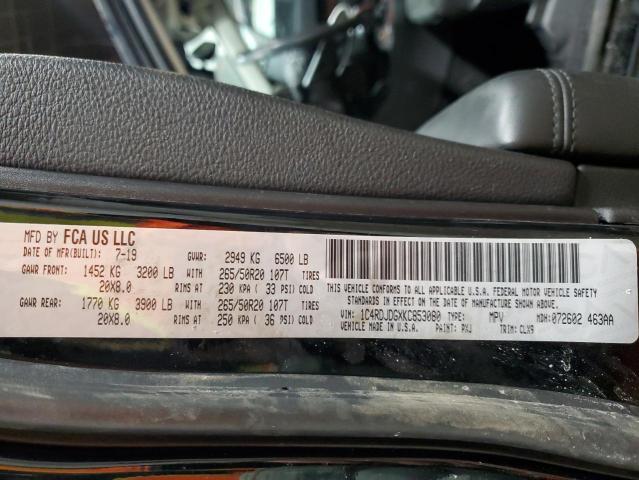 MFD BY FCA US LLC
DATE OF MFR(BUILT): 7-19 GVWR: 2949 KG 6500 LB
GAWR FRONT: 1452 KG 3200 LB WITH 265/50R20 107T TIRES
20X8.0 RIMS AT 230 KPA ( 33 PSI) COLD
GAWR REAR: 1770 KG 3900 LB WITH 265/50R20 107T TIRES
20X8.0 RIMS AT 250 KPA ( 36 PSI) COLD
THIS VEHICLE CONFORMS TO ALL APPLICABLE U.S.A. FEDERAL MOTOR VEHICLE SAFETY
STANDARDS IN EFFECT ON THE DATE OF MANUFACTURE SHOWN ABOVE.
VIN: 1C4RDJDGXKC853080 TYPE: MPV MDH: 072602 463AA
VEHICLE MADE IN U.S.A. PAINT: PXJ TRIM: CLX9